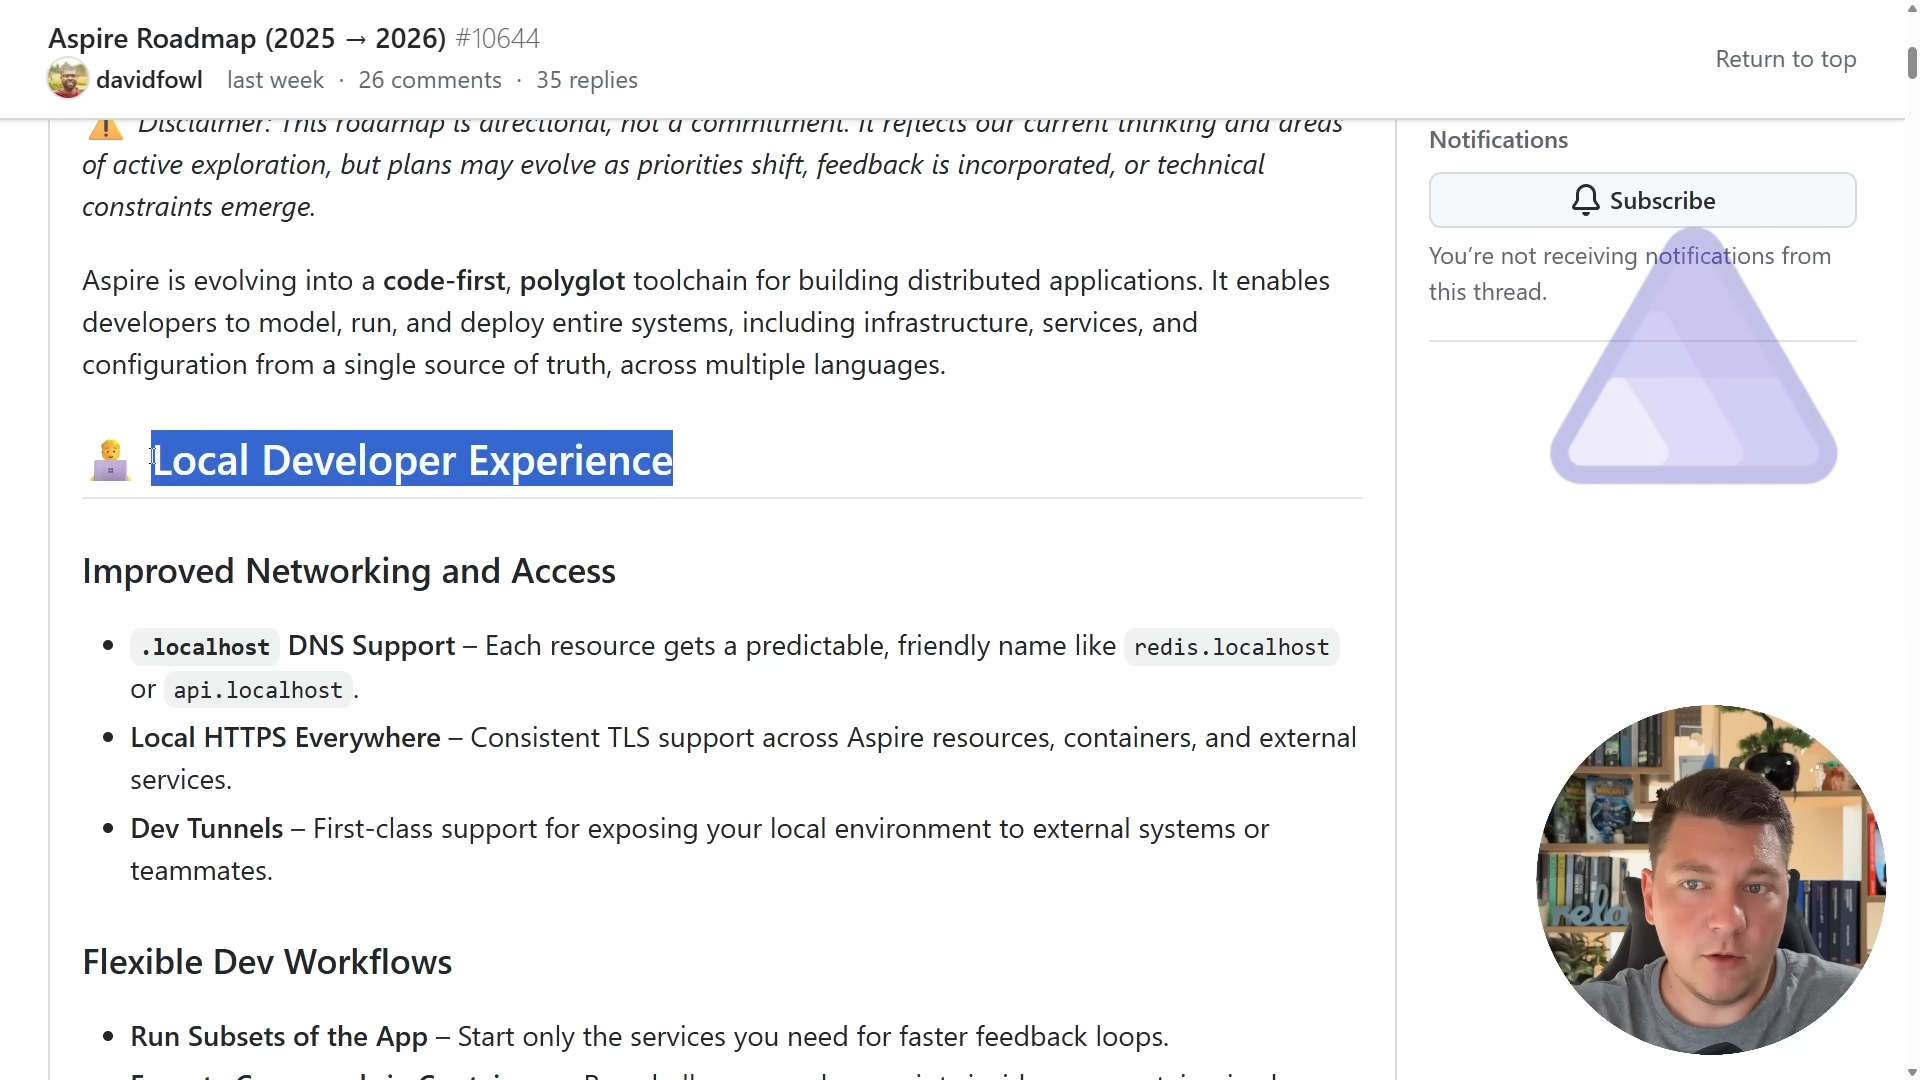 Aspire Roadmap (2025 → 2026) #10644
davidfowl last week · 26 comments · 35 replies
Return to top
Disclaimer: This roadmap is directional, not a commitment. It reflects our current thinking and areas
of active exploration, but plans may evolve as priorities shift, feedback is incorporated, or technical
constraints emerge.
Aspire is evolving into a code-first, polyglot toolchain for building distributed applications. It enables
developers to model, run, and deploy entire systems, including infrastructure, services, and
configuration from a single source of truth, across multiple languages.
Local Developer Experience
Improved Networking and Access
.localhost DNS Support – Each resource gets a predictable, friendly name like redis.localhost
or api.localhost.
Local HTTPS Everywhere – Consistent TLS support across Aspire resources, containers, and external
services.
Dev Tunnels – First-class support for exposing your local environment to external systems or
teammates.
Flexible Dev Workflows
Run Subsets of the App – Start only the services you need for faster feedback loops.
Notifications
Subscribe
You’re not receiving notifications from
this thread.